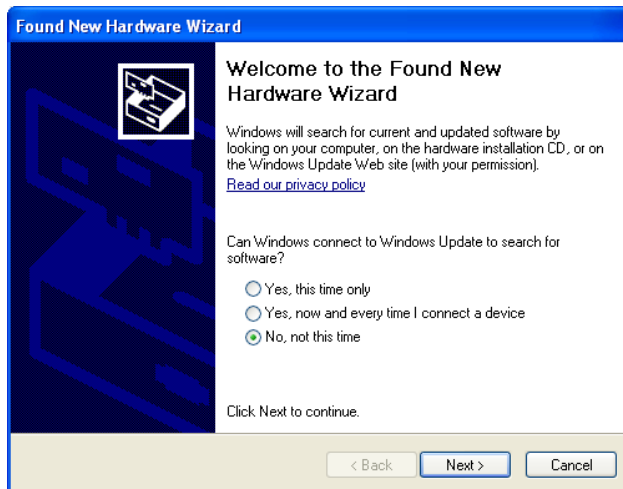 Found New Hardware Wizard
Welcome to the Found New
Hardware Wizard
Windows will search for current and updated software by
looking on your computer, on the hardware installation CD, or on
the Windows Update Web site (with your permission).
Read our privacy policy
Can Windows connect to Windows Update to search for
software?
Yes, this time only
Yes, now and every time I connect a device
No, not this time
Click Next to continue.
< Back
Next >
Cancel